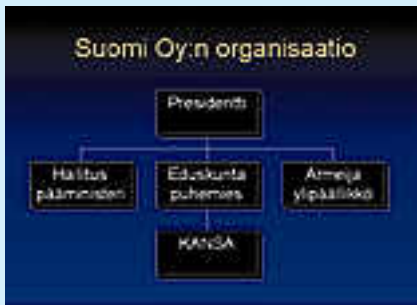 Suomi Oy:n organisaatio
Presidentti
Hallitus
pääministeri
Eduskunta
puhemies
Armeija
ylipäällikkö
KANSA